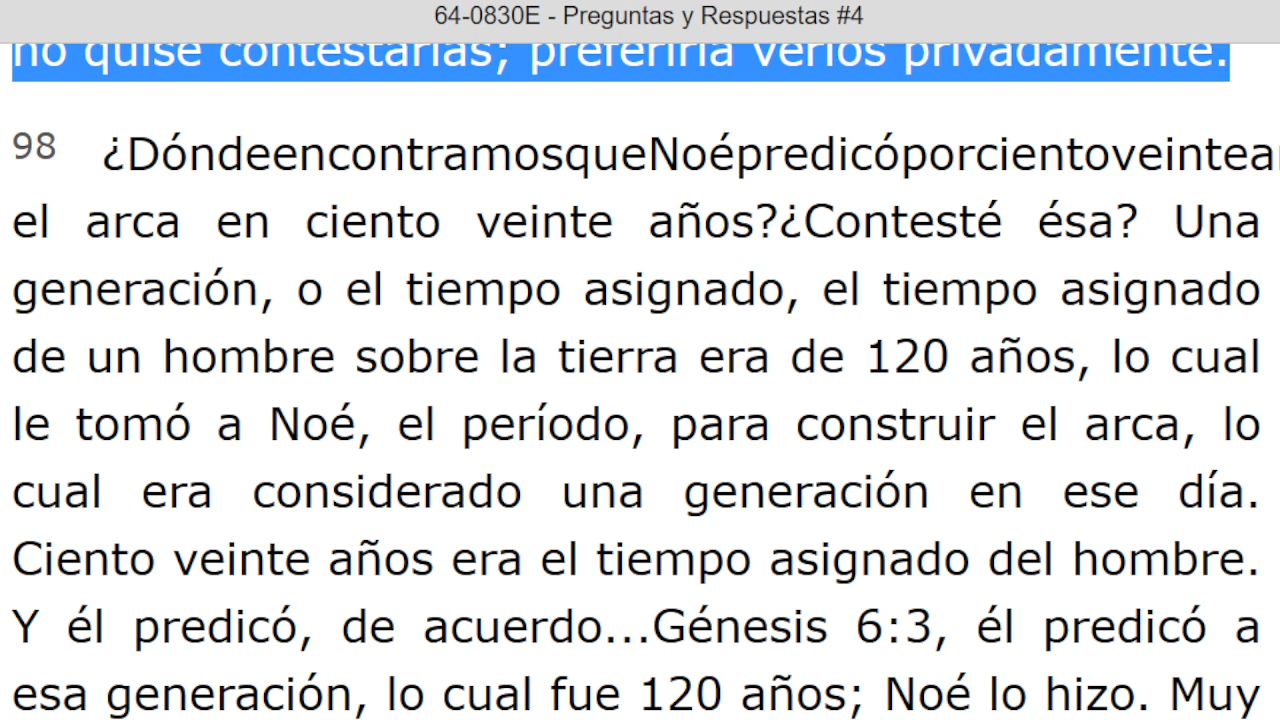 64-0830E - Preguntas y Respuestas #4
no quise contestarlas; preferiría verlos privadamente.
98 ¿DóndeencontramosqueNoépredicóporcientoveintea
el arca en ciento veinte años?¿Contesté ésa? Una
generación, o el tiempo asignado, el tiempo asignado
de un hombre sobre la tierra era de 120 años, lo cual
le tomó a Noé, el período, para construir el arca, lo
cual era considerado una generación en ese día.
Ciento veinte años era el tiempo asignado del hombre.
Y él predicó, de acuerdo...Génesis 6:3, él predicó a
esa generación, lo cual fue 120 años; Noé lo hizo. Muy